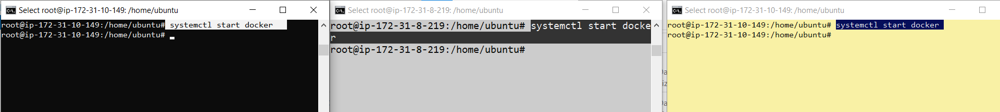 Select root@ip-172-31-10-149: /home/ubuntu
root@ip-172-31-10-149:/home/ubuntu# systemctl start docker
root@ip-172-31-10-149:/home/ubuntu#
Select root@ip-172-31-8-219: /home/ubuntu
root@ip-172-31-8-219:/home/ubuntu# systemctl start docke
r
root@ip-172-31-8-219:/home/ubuntu#
Select root@ip-172-31-10-149: /home/ubuntu
root@ip-172-31-10-149:/home/ubuntu# systemctl start docker
root@ip-172-31-10-149:/home/ubuntu#